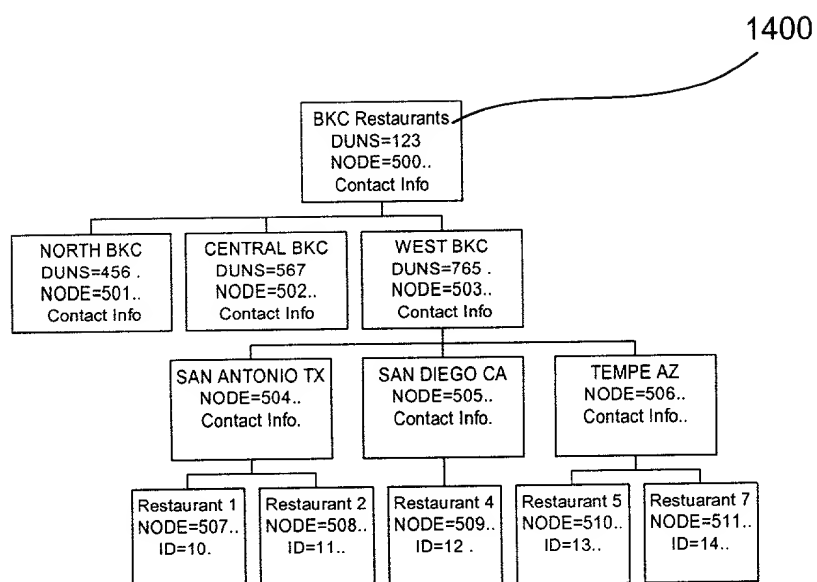 1400
BKC Restaurants
DUNS=123
NODE=500..
Contact Info
NORTH BKC
DUNS=456 .
NODE=501..
Contact Info
CENTRAL BKC
DUNS=567
NODE=502..
Contact Info
WEST BKC
DUNS=765 .
NODE=503..
Contact Info
SAN ANTONIO TX
NODE=504..
Contact Info.
SAN DIEGO CA
NODE=505..
Contact Info.
TEMPE AZ
NODE=506..
Contact Info..
Restaurant 1
NODE=507..
ID=10.
Restaurant 2
NODE=508..
ID=11..
Restaurant 4
NODE=509..
ID=12 .
Restaurant 5
NODE=510..
ID=13..
Restuarant 7
NODE=511..
ID=14..